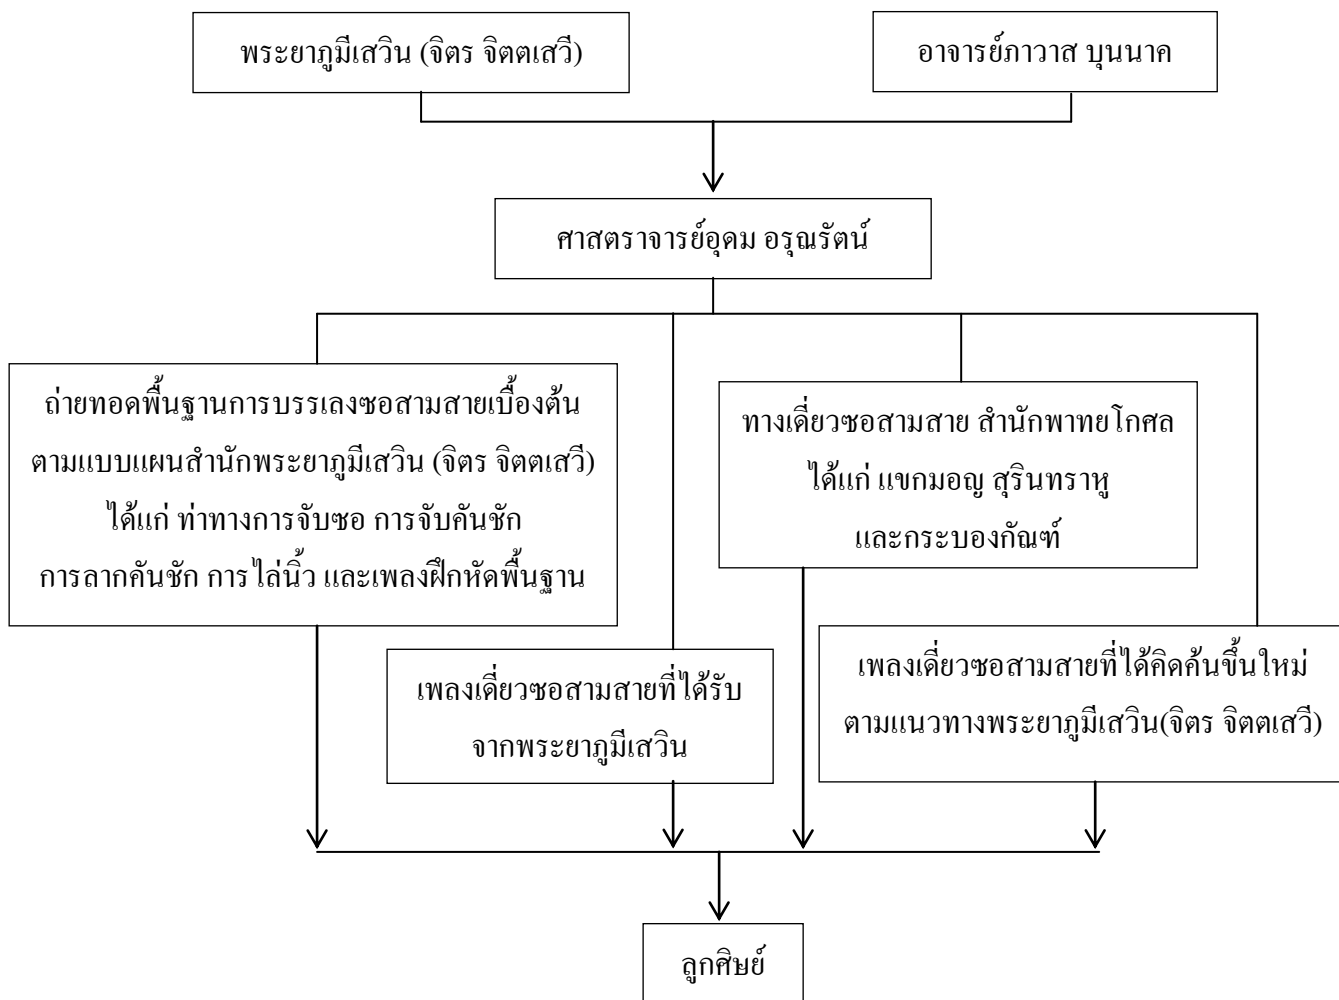 พระยาภูมีเสวิน (จิตร จิตตเสวี)
อาจารย์ภาวาส บุนนาค
ศาสตราจารย์อุดม อรุณรัตน์
ถ่ายทอดพื้นฐานการบรรเลงซอสามสายเบื้องต้น
ตามแบบแผนสำนักพระยาภูมีเสวิน (จิตร จิตตเสวี)
ได้แก่ ท่าทางการจับซอ การจับคันชัก
การลากคันชัก การไล่นิ้ว และเพลงฝึกหัดพื้นฐาน
ทางเดี่ยวซอสามสาย สำนักพาทยโกศล
ได้แก่ แขกมอญ สุรินทราหู
และกระบองกัณฑ์
เพลงเดี่ยวซอสามสายที่ได้รับ
จากพระยาภูมีเสวิน
เพลงเดี่ยวซอสามสายที่ได้คิดค้นขึ้นใหม่
ตามแนวทางพระยาภูมีเสวิน(จิตร จิตตเสวี)
ลูกศิษย์